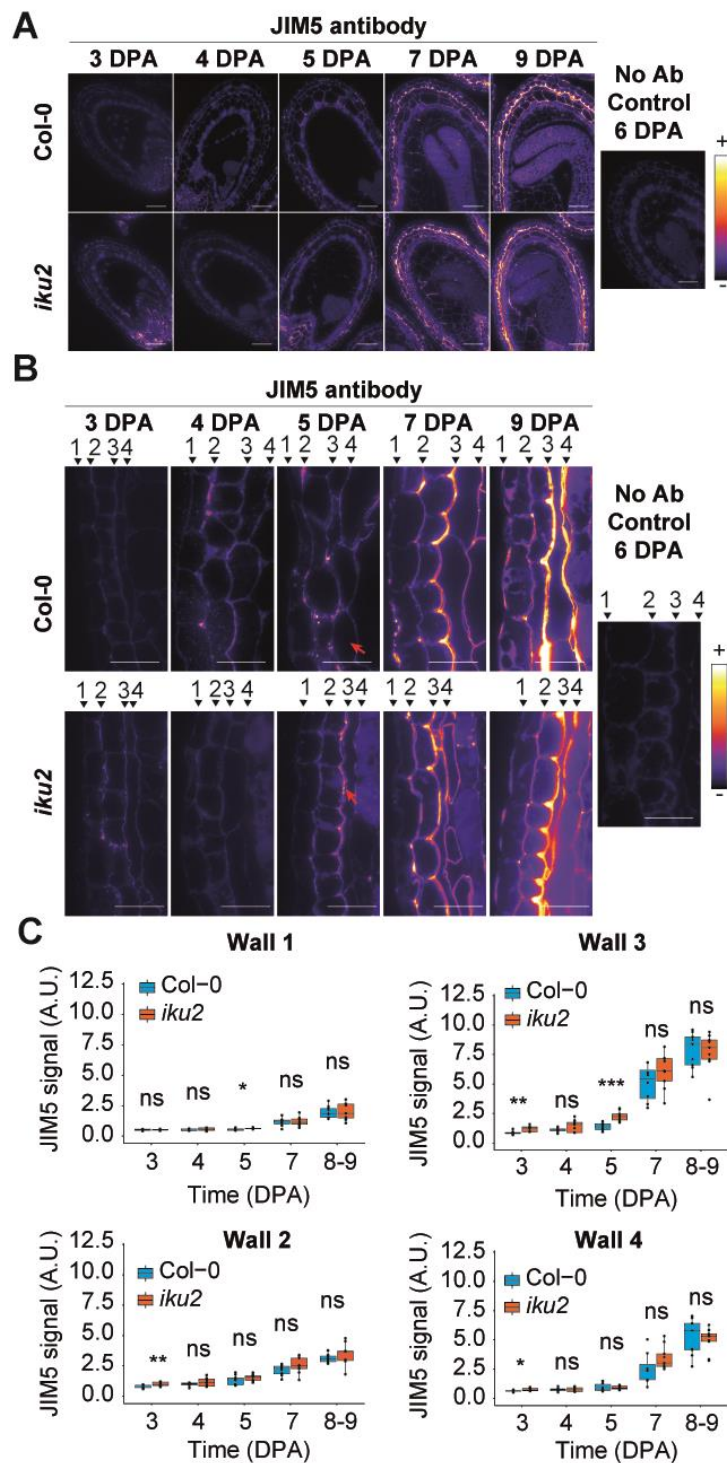 A
JIM5 antibody
3 DPA 4 DPA 5 DPA 7 DPA 9 DPA
Col-0
iku2
No Ab
Control
6 DPA
+
-
B
JIM5 antibody
3 DPA 4 DPA 5 DPA 7 DPA 9 DPA
1 2 3 4 1 2 3 4 1 2 3 4 1 2 3 4 1 2 3 4
Col-0
1 2 3 4 1 2 3 4 1 2 3 4 1 2 3 4 1 2 3 4
iku2
No Ab
Control
6 DPA
1 2 3 4
+
-
C
Wall 1
JIM5 signal (A.U.)
12.5
10.0
7.5
5.0
2.5
0.0
Col-0
iku2
ns ns * ns ns
3 4 5 7 8-9
Time (DPA)
Wall 3
JIM5 signal (A.U.)
12.5
10.0
7.5
5.0
2.5
0.0
Col-0
iku2
** ns *** ns ns
3 4 5 7 8-9
Time (DPA)
Wall 2
JIM5 signal (A.U.)
12.5
10.0
7.5
5.0
2.5
0.0
Col-0
iku2
** ns ns ns ns
3 4 5 7 8-9
Time (DPA)
Wall 4
JIM5 signal (A.U.)
12.5
10.0
7.5
5.0
2.5
0.0
Col-0
iku2
* ns ns ns ns
3 4 5 7 8-9
Time (DPA)